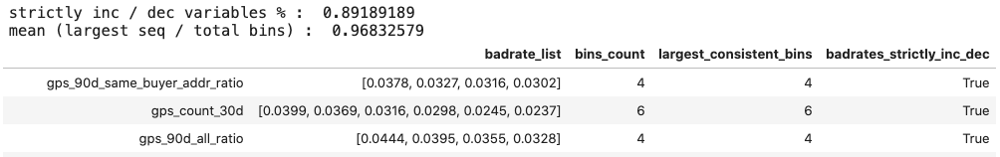 strictly inc / dec variables % :  0.89189189
mean (largest seq / total bins) :  0.96832579
badrate_list bins_count largest_consistent_bins badrates_strictly_inc_dec
gps_90d_same_buyer_addr_ratio [0.0378, 0.0327, 0.0316, 0.0302] 4 4 True
gps_count_30d [0.0399, 0.0369, 0.0316, 0.0298, 0.0245, 0.0237] 6 6 True
gps_90d_all_ratio [0.0444, 0.0395, 0.0355, 0.0328] 4 4 True